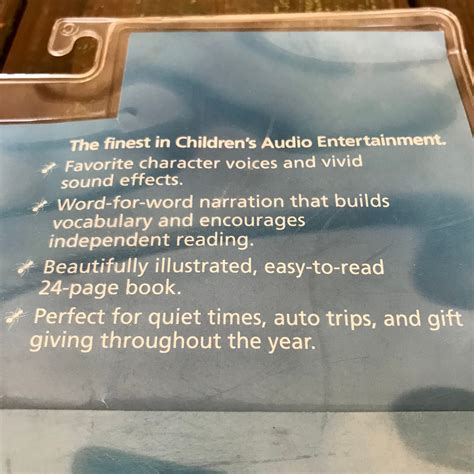 The finest in Children's Audio Entertainment.
Favorite character voices and vivid
sound effects.
Word-for-word narration that builds
vocabulary and encourages
independent reading.
Beautifully illustrated, easy-to-read
24-page book.
Perfect for quiet times, auto trips, and gift
giving throughout the year.